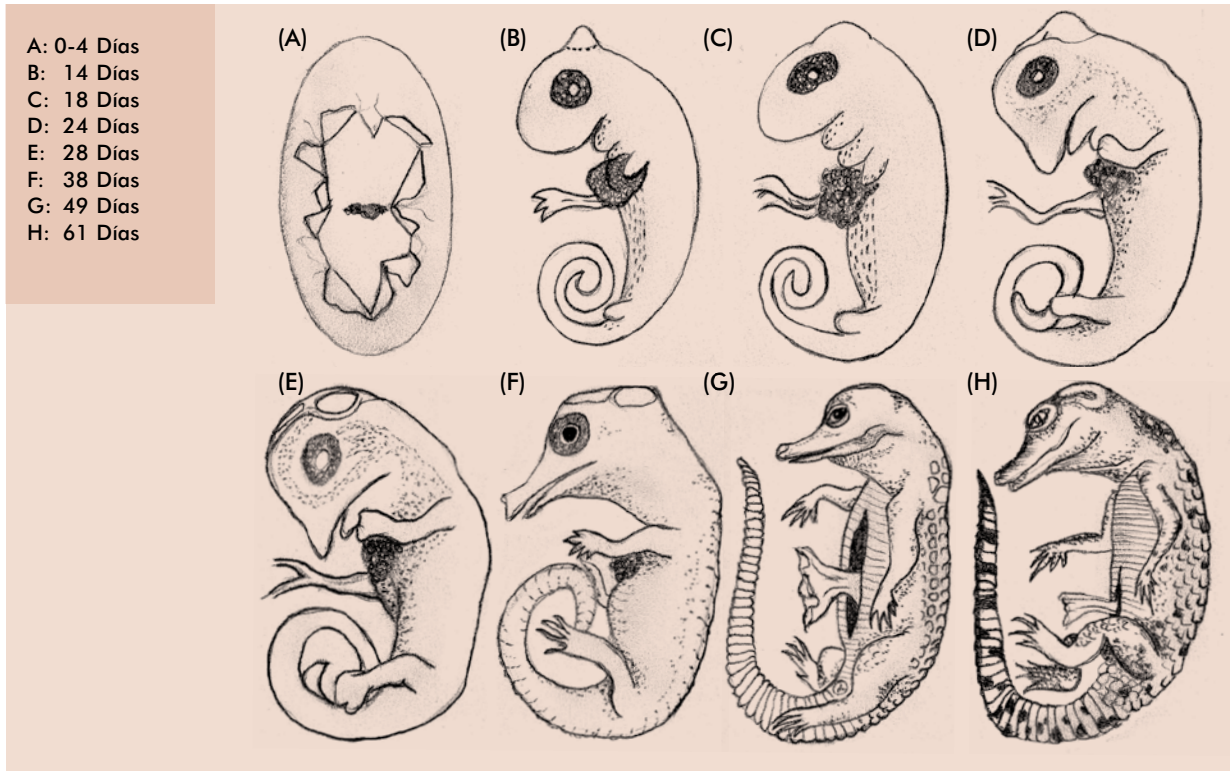 A: 0-4 Días
B: 14 Días
C: 18 Días
D: 24 Días
E: 28 Días
F: 38 Días
G: 49 Días
H: 61 Días
(A) (B) (C) (D)
(E) (F) (G) (H)